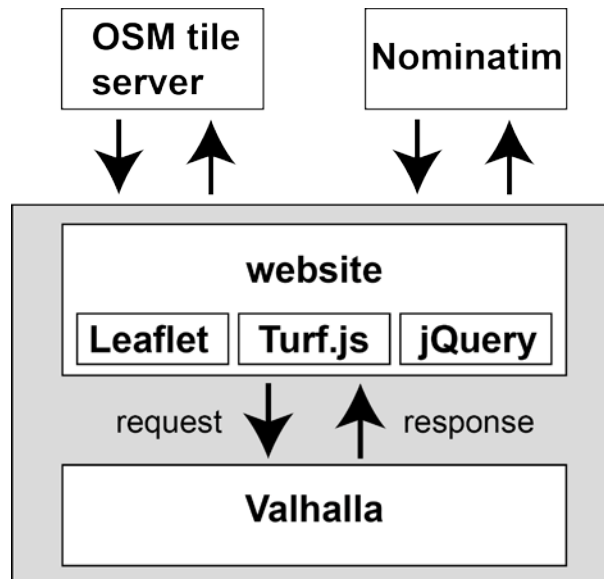 OSM tile
server
Nominatim
website
Leaflet
Turf.js
jQuery
request
response
Valhalla